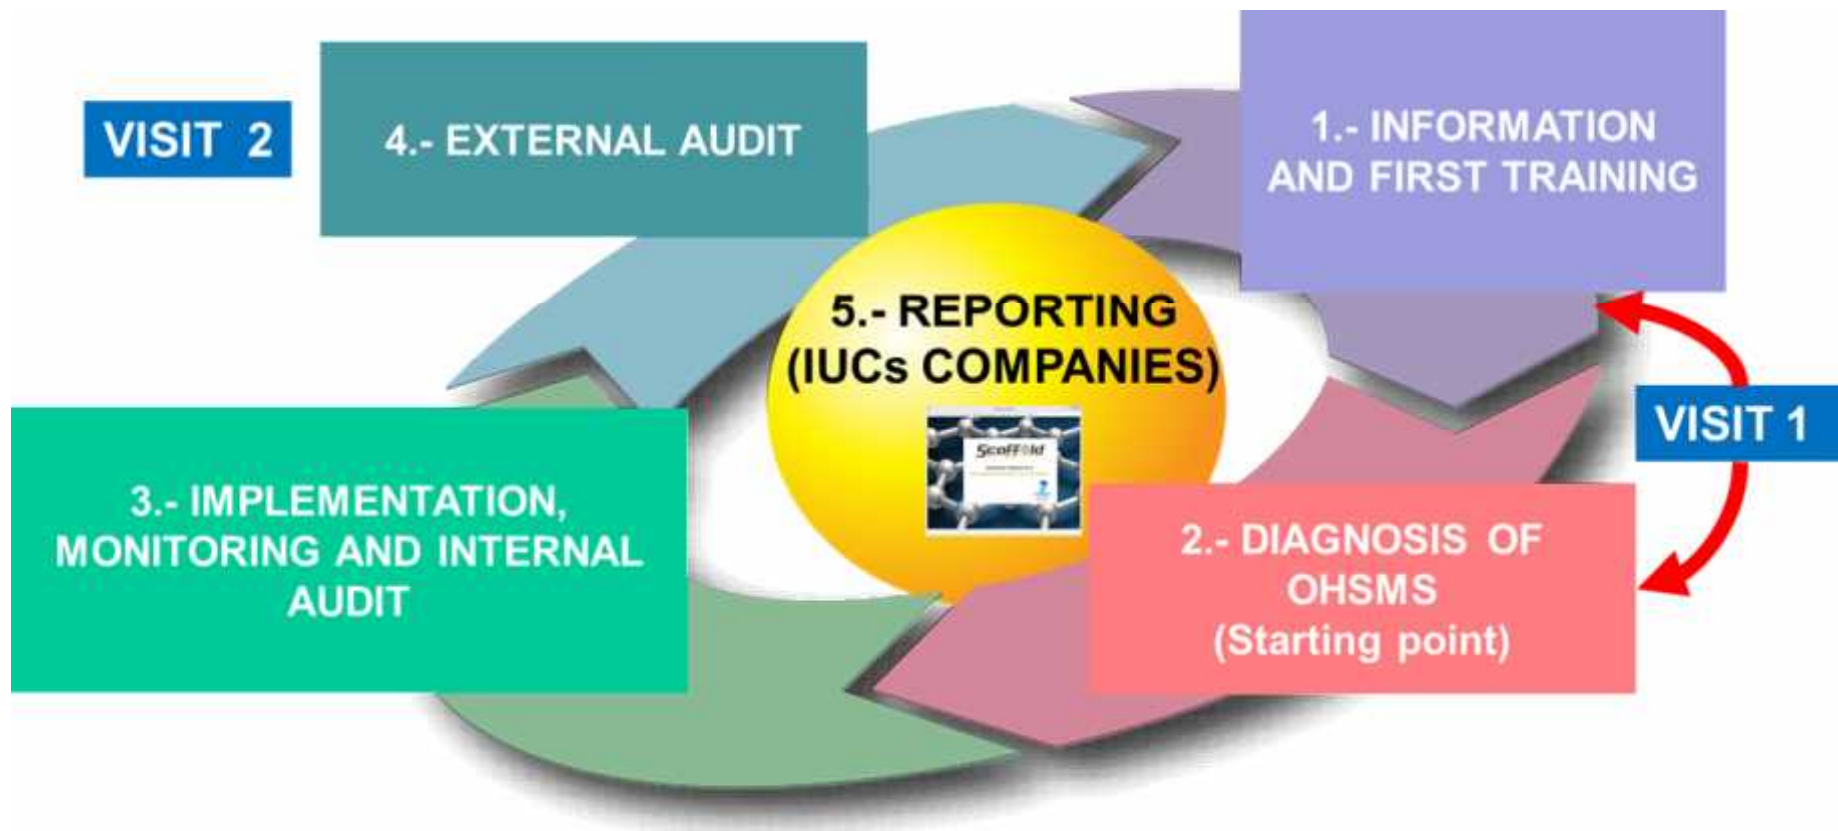 VISIT 2
4.- EXTERNAL AUDIT
1.- INFORMATION
AND FIRST TRAINING
5.- REPORTING
(IUCs COMPANIES)
Scaffold
VISIT 1
3.- IMPLEMENTATION,
MONITORING AND INTERNAL
AUDIT
2.- DIAGNOSIS OF
OHSMS
(Starting point)